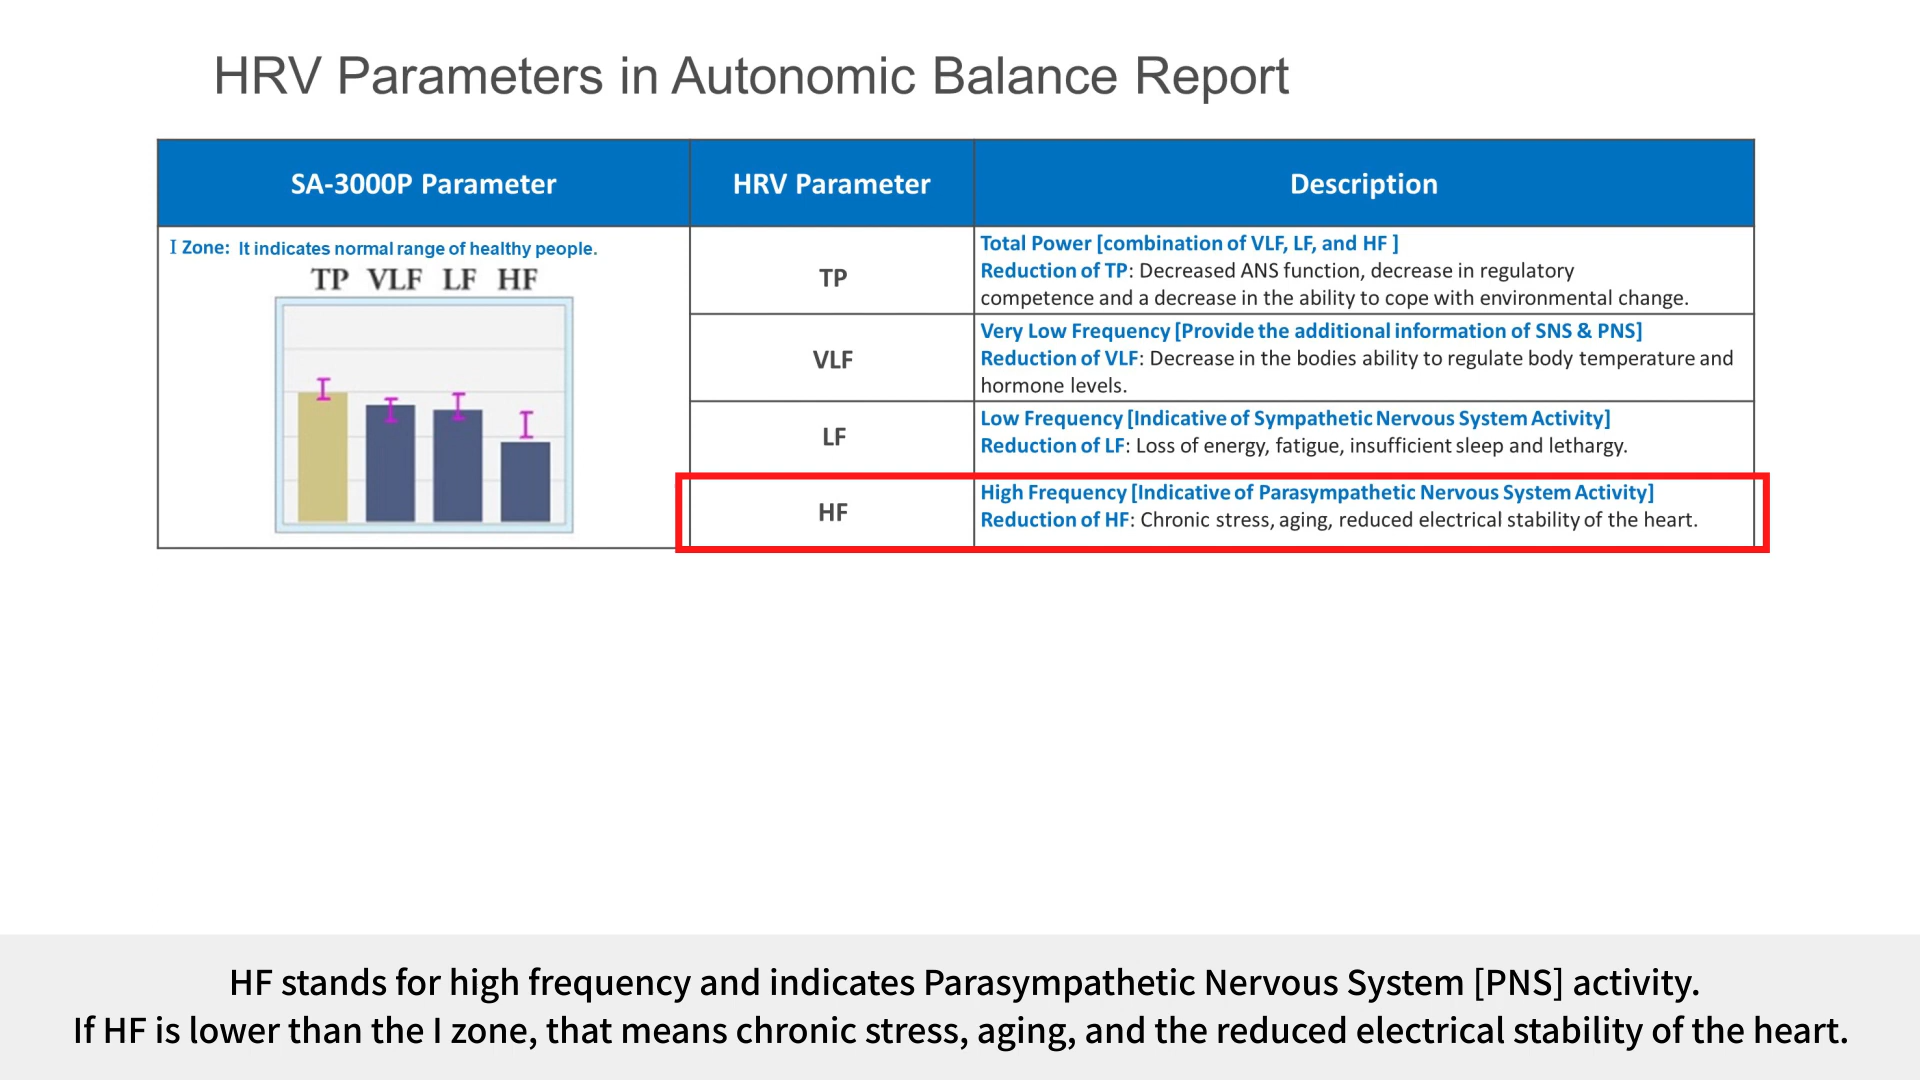 HRV Parameters in Autonomic Balance Report
SA-3000P Parameter
HRV Parameter
Description
I Zone: It indicates normal range of healthy people.
TP VLF LF HF
TP
Total Power [combination of VLF, LF, and HF ]
Reduction of TP: Decreased ANS function, decrease in regulatory
competence and a decrease in the ability to cope with environmental change.
VLF
Very Low Frequency [Provide the additional information of SNS & PNS]
Reduction of VLF: Decrease in the bodies ability to regulate body temperature and
hormone levels.
LF
Low Frequency [Indicative of Sympathetic Nervous System Activity]
Reduction of LF: Loss of energy, fatigue, insufficient sleep and lethargy.
HF
High Frequency [Indicative of Parasympathetic Nervous System Activity]
Reduction of HF: Chronic stress, aging, reduced electrical stability of the heart.
HF stands for high frequency and indicates Parasympathetic Nervous System [PNS] activity.
If HF is lower than the I zone, that means chronic stress, aging, and the reduced electrical stability of the heart.